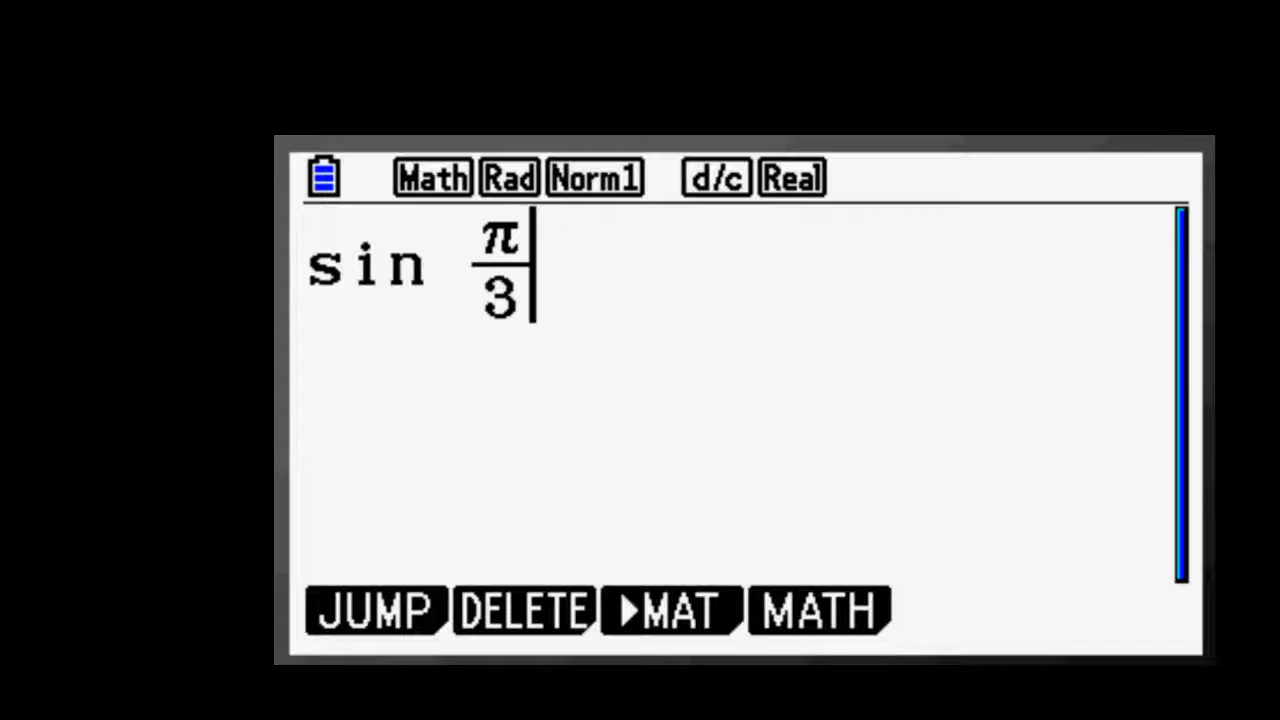 Math Rad Norm1 d/c Real
sin π/3
JUMP DELETE ▶MAT MATH